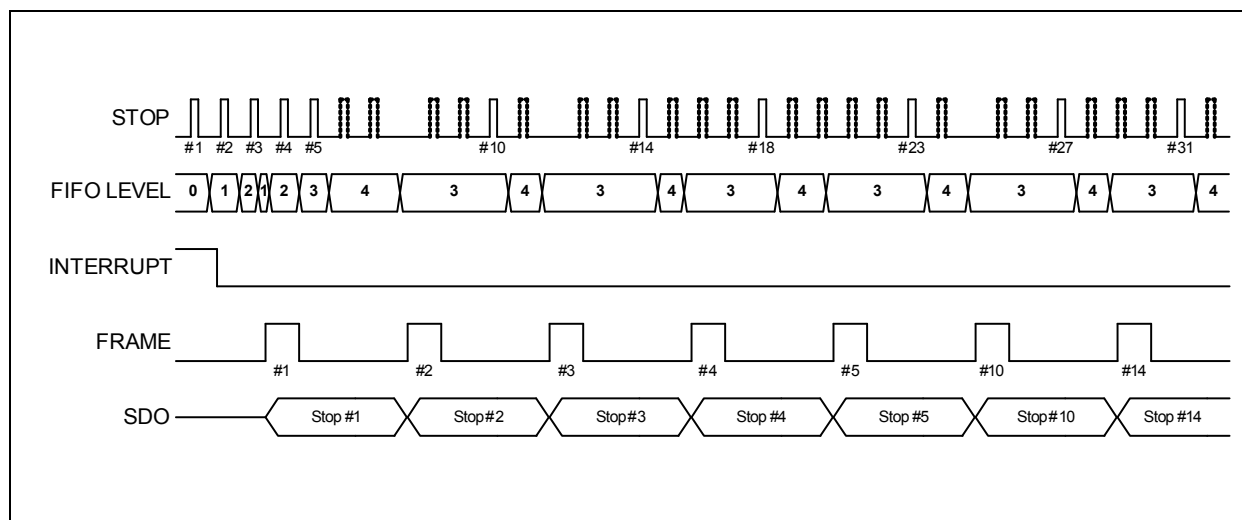 STOP
#1 #2 #3 #4 #5 #10 #14 #18 #23 #27 #31
FIFO LEVEL 0 1 2 1 2 3 4 3 4 3 4 3 4 3 4 3 4 3 4
INTERRUPT
FRAME
#1 #2 #3 #4 #5 #10 #14
SDO Stop #1 Stop #2 Stop #3 Stop #4 Stop #5 Stop #10 Stop #14